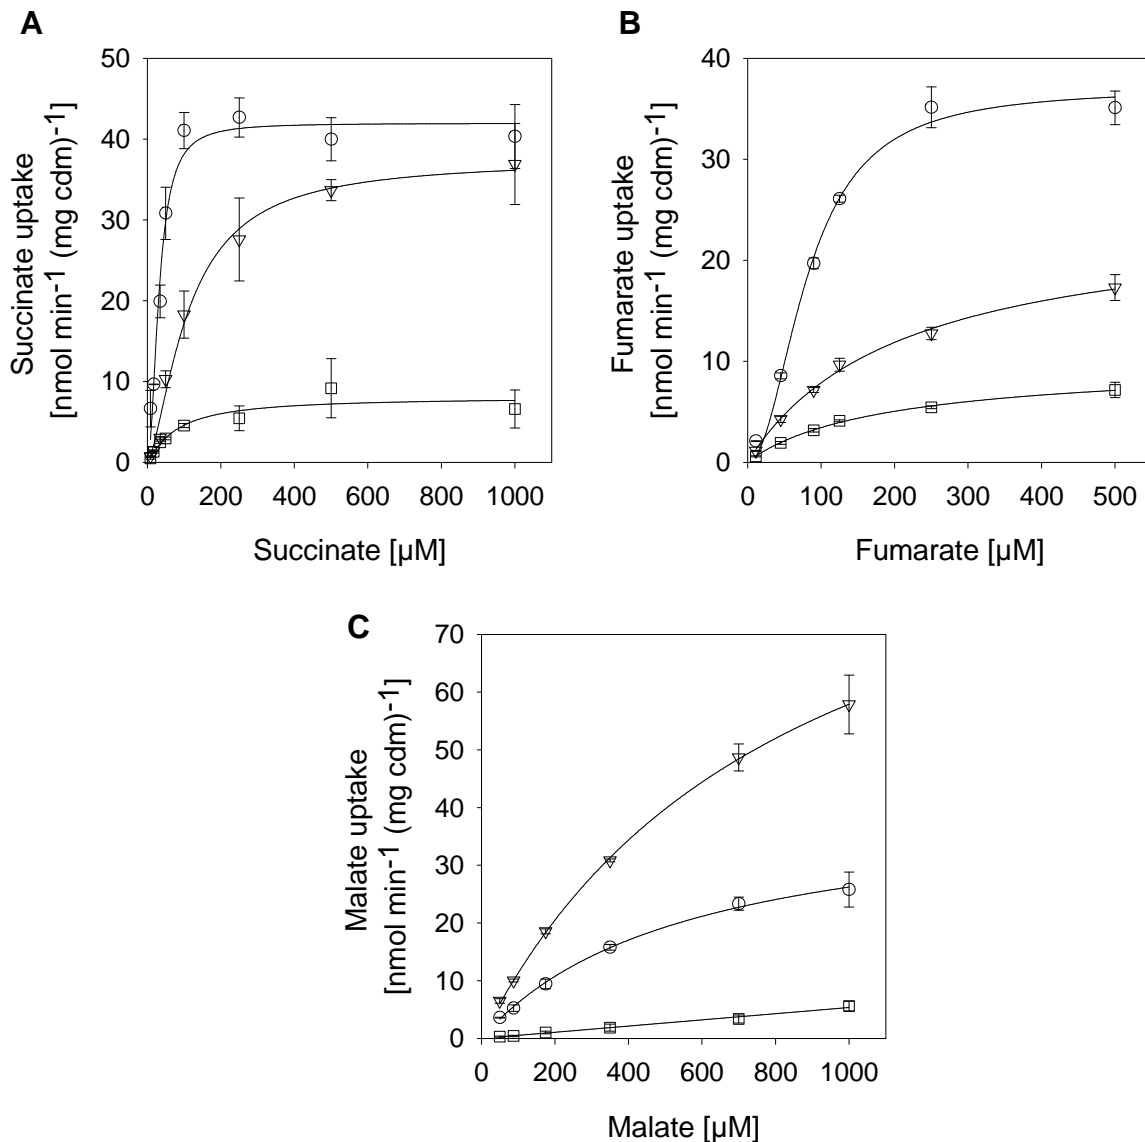 A
B
50
40
30
20
10
0
Succinate uptake
[nmol min-1 (mg cdm)-1]
0 200 400 600 800 1000
Succinate [µM]
40
30
20
10
0
Fumarate uptake
[nmol min-1 (mg cdm)-1]
0 100 200 300 400 500
Fumarate [µM]
C
70
60
50
40
30
20
10
0
Malate uptake
[nmol min-1 (mg cdm)-1]
0 200 400 600 800 1000
Malate [µM]